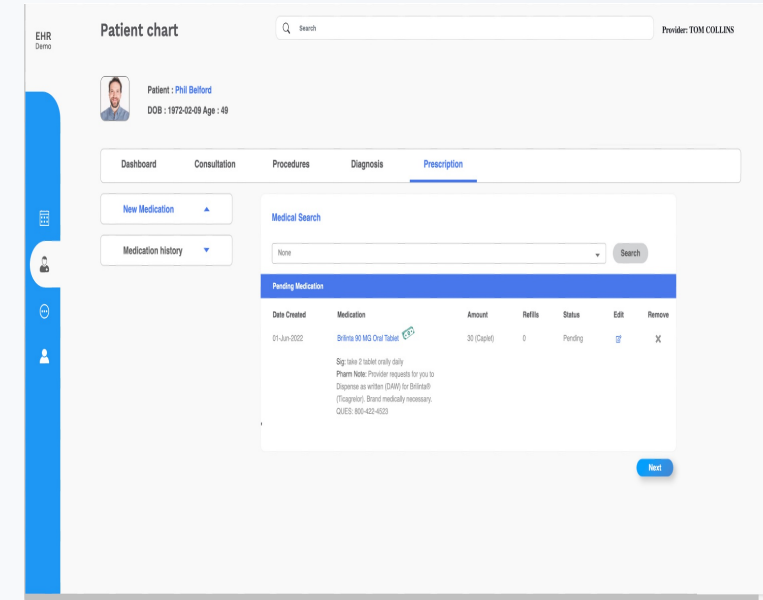 EHR
Demo
Patient chart
Search
Provider: TOM COLLINS
Patient : Phil Belford
DOB : 1972-02-09 Age : 49
Dashboard Consultation Procedures Diagnosis Prescription
New Medication
Medication history
Medical Search
None
Search
Pending Medication
Date Created Medication Amount Refills Status Edit Remove
01-Jun-2022 Brilinta 90 MG Oral Tablet 30 (Caplet) 0 Pending
Sig: take 2 tablet orally daily
Pharm Note: Provider requests for you to
Dispense as written (DAW) for Brilinta®
(Ticagrelor). Brand medically necessary.
QUES: 800-422-4523
Next